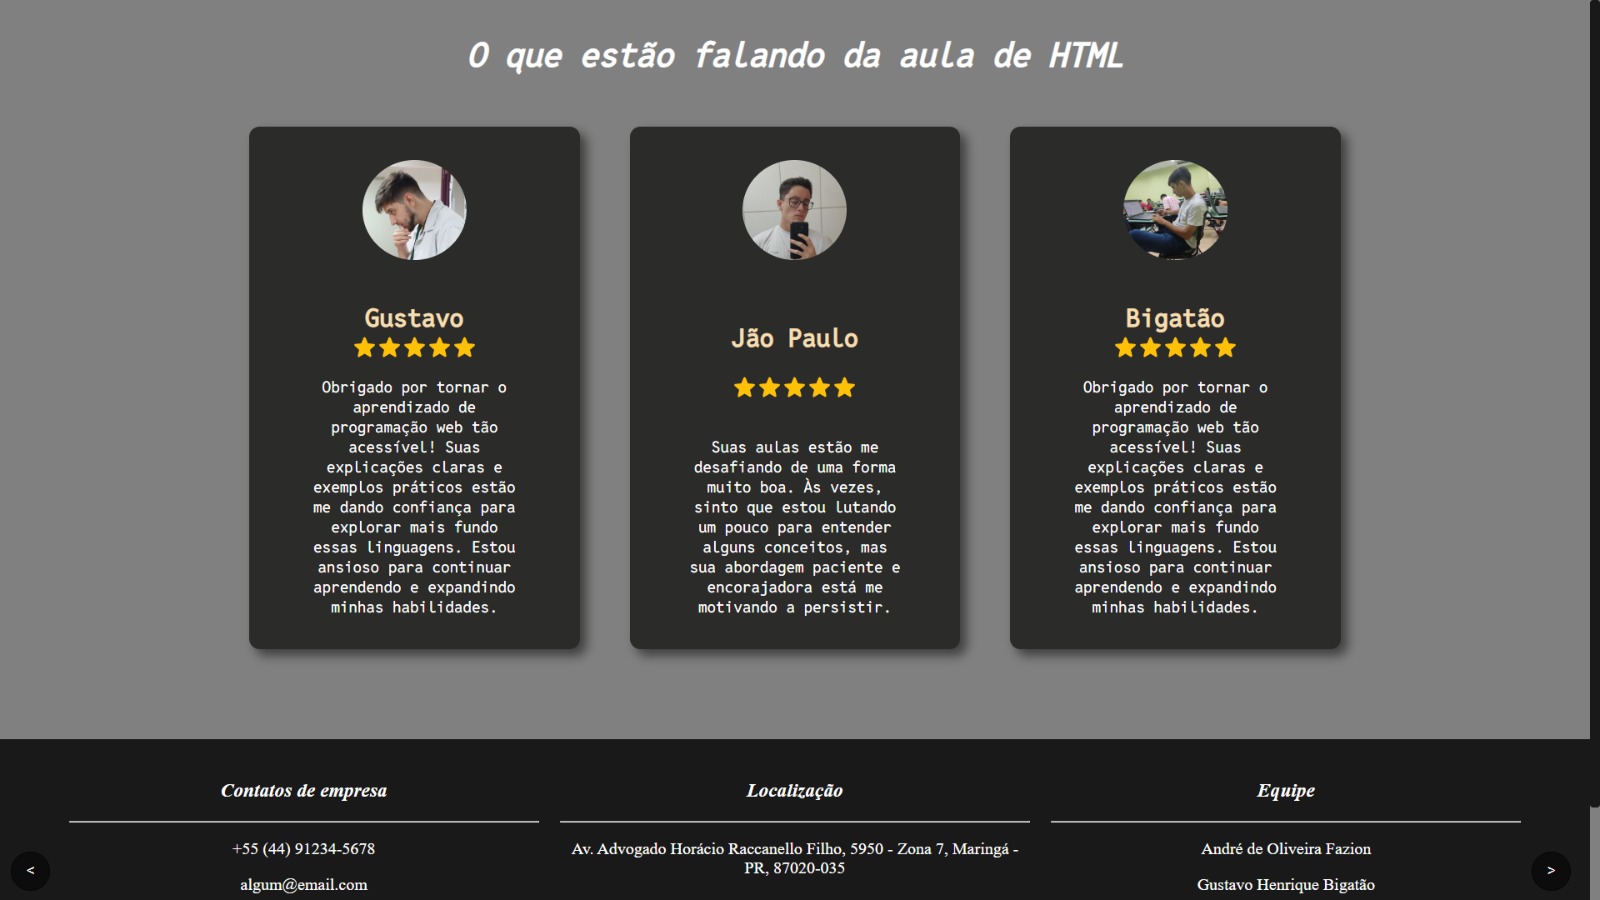 O que estão falando da aula de HTML
Gustavo
Obrigado por tornar o
aprendizado de
programação web tão
acessível! Suas
explicações claras e
exemplos práticos estão
me dando confiança para
explorar mais fundo
essas linguagens. Estou
ansioso para continuar
aprendendo e expandindo
minhas habilidades.
Jão Paulo
Suas aulas estão me
desafiando de uma forma
muito boa. Às vezes,
sinto que estou lutando
um pouco para entender
alguns conceitos, mas
sua abordagem paciente e
encorajadora está me
motivando a persistir.
Bigatão
Obrigado por tornar o
aprendizado de
programação web tão
acessível! Suas
explicações claras e
exemplos práticos estão
me dando confiança para
explorar mais fundo
essas linguagens. Estou
ansioso para continuar
aprendendo e expandindo
minhas habilidades.
Contatos de empresa
+55 (44) 91234-5678
algum@email.com
Localização
Av. Advogado Horácio Raccanello Filho, 5950 - Zona 7, Maringá -
PR, 87020-035
Equipe
André de Oliveira Fazion
Gustavo Henrique Bigatão
<
>